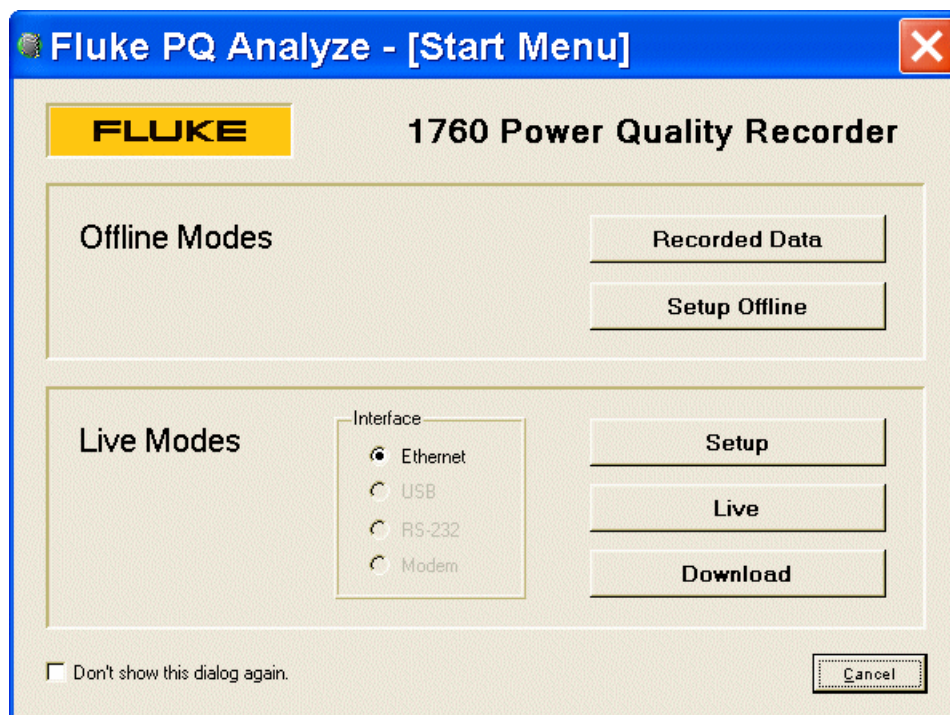 Fluke PQ Analyze - [Start Menu]
FLUKE
1760 Power Quality Recorder
Offline Modes
Recorded Data
Setup Offline
Live Modes
Interface
Ethernet
USB
RS-232
Modem
Setup
Live
Download
Don't show this dialog again.
Cancel